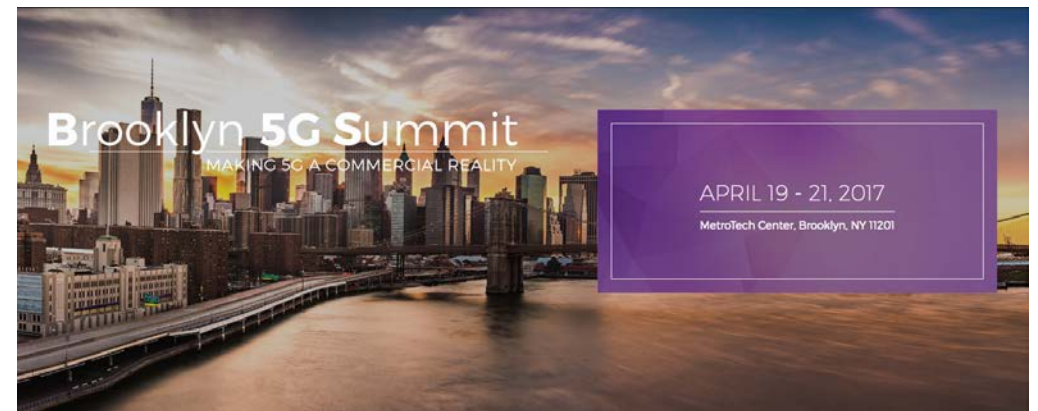 Brooklyn 5G Summit
MAKING 5G A COMMERCIAL REALITY
APRIL 19 - 21, 2017
MetroTech Center, Brooklyn, NY 11201